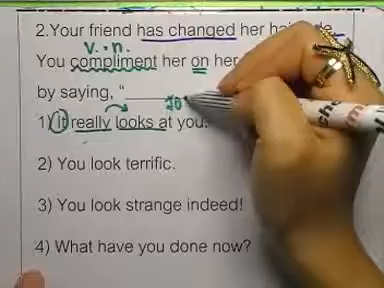 2.Your friend has changed her
v. n.
You compliment her on her
by saying, "
1) It really looks at you.
2) You look terrific.
3) You look strange indeed!
4) What have you done now?